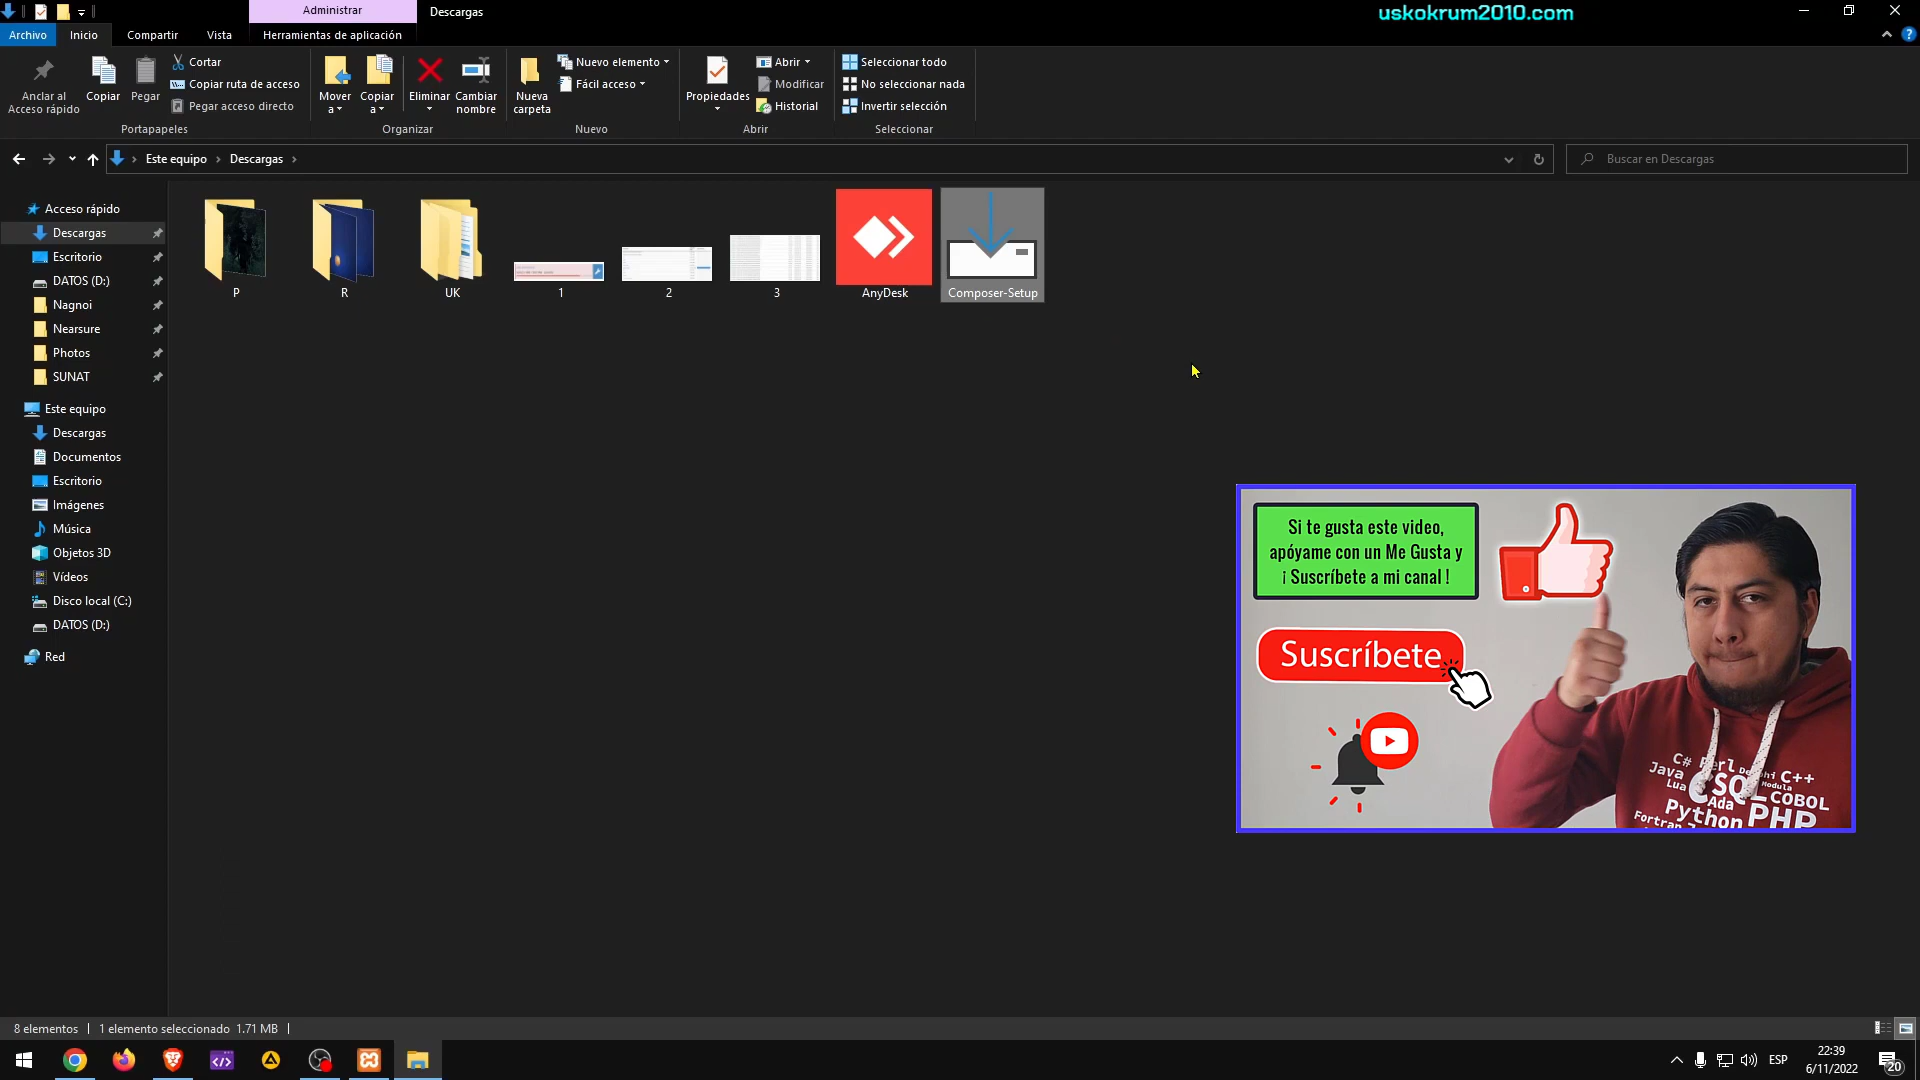 Administrar
Descargas
uskokrum2010.com
Archivo
Inicio
Compartir
Vista
Herramientas de aplicación
Anclar al
Acceso rápido
Copiar
Pegar
Cortar
Copiar ruta de acceso
Pegar acceso directo
Portapapeles
Mover
a
Copiar
a
Eliminar
Cambiar
nombre
Organizar
Nueva
carpeta
Nuevo elemento
Fácil acceso
Nuevo
Propiedades
Abrir
Modificar
Historial
Abrir
Seleccionar todo
No seleccionar nada
Invertir selección
Seleccionar
Este equipo
Descargas
Buscar en Descargas
Acceso rápido
Descargas
Escritorio
DATOS (D:)
Nagnoi
Nearsure
Photos
SUNAT
Este equipo
Descargas
Documentos
Escritorio
Imágenes
Música
Objetos 3D
Vídeos
Disco local (C:)
DATOS (D:)
Red
P
R
UK
1
2
3
AnyDesk
Composer-Setup
Si te gusta este video,
apóyame con un Me Gusta y
¡ Suscríbete a mi canal !
Suscríbete
C# Perl Delphi C++
Java
Lua
CSQL
Modula
Ada
COBOL
Python PHP
Fortran
8 elementos
1 elemento seleccionado 1.71 MB
ESP
22:39
6/11/2022
20